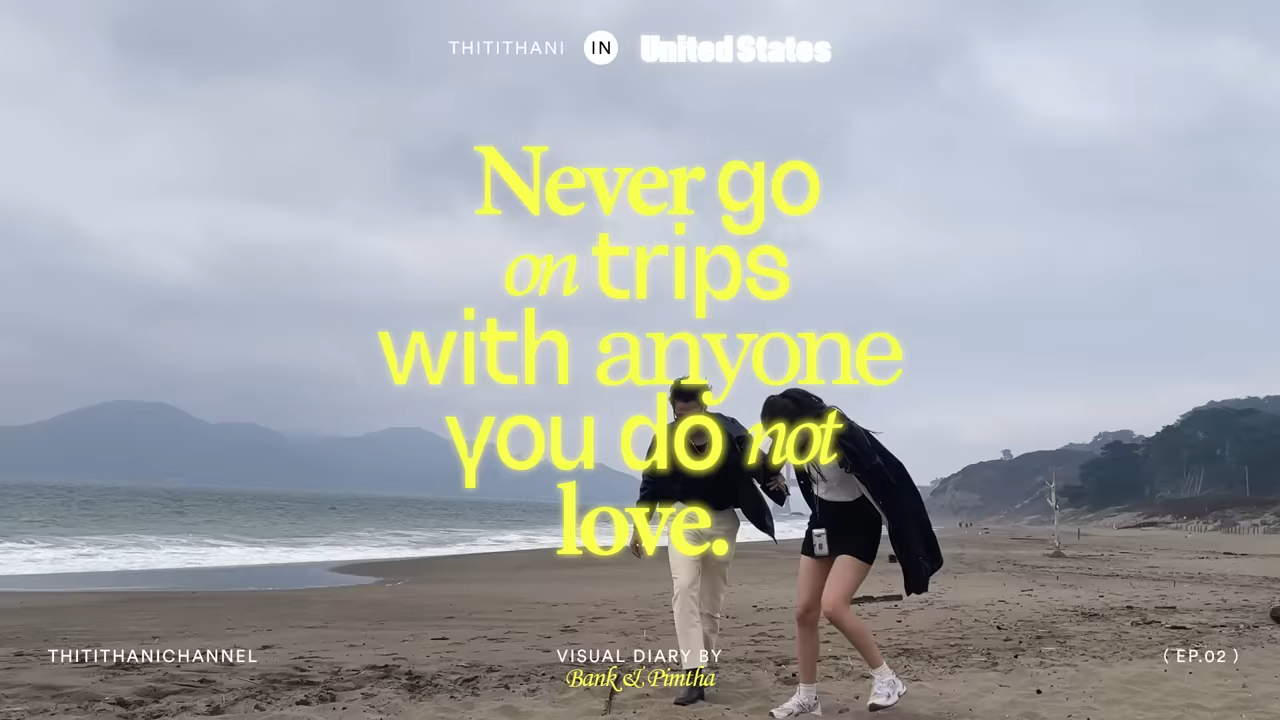 THITITHANI IN United States
Never go
on trips
with anyone
you do not
love.
THITITHANICHANNEL
VISUAL DIARY BY
Bank & Pimtha
( EP.02 )